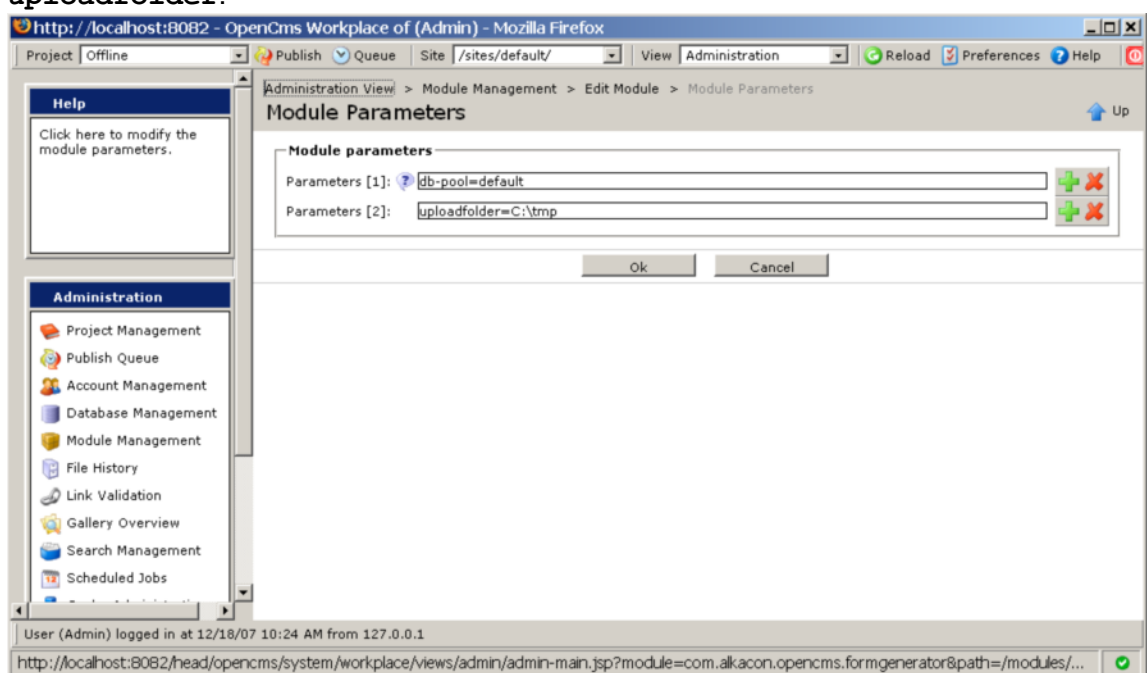 uploadfolder.
http://localhost:8082 - OpenCms Workplace of (Admin) - Mozilla Firefox
Project Offline Publish Queue Site /sites/default/ View Administration Reload Preferences Help
Administration View > Module Management > Edit Module > Module Parameters
Module Parameters
Up
Help
Click here to modify the
module parameters.
Module parameters
Parameters [1]: db-pool=default
Parameters [2]: uploadfolder=C:\tmp
Ok Cancel
Administration
Project Management
Publish Queue
Account Management
Database Management
Module Management
File History
Link Validation
Gallery Overview
Search Management
Scheduled Jobs
User (Admin) logged in at 12/18/07 10:24 AM from 127.0.0.1
http://localhost:8082/head/opencms/system/workplace/views/admin/admin-main.jsp?module=com.alkacon.opencms.formgenerator&path=/modules/...